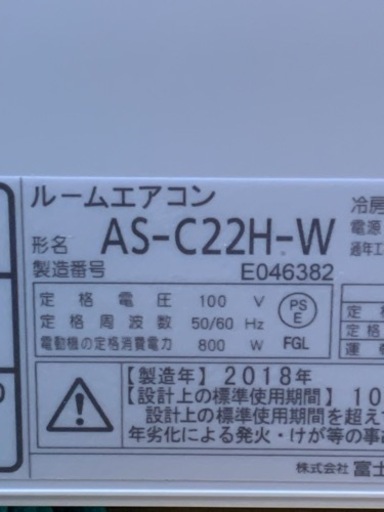 ルームエアコン
形名 AS-C22H-W
製造番号 E046382
定格電圧 100 V
定格周波数 50/60 Hz
電動機の定格消費電力 800 W
PS
E
FGL
冷房
電源
通年エ
定格
定格
運転
【製造年】2018年
【設計上の標準使用期間】10
設計上の標準使用期間を超え
年劣化による発火・けが等の事故
株式会社 富士